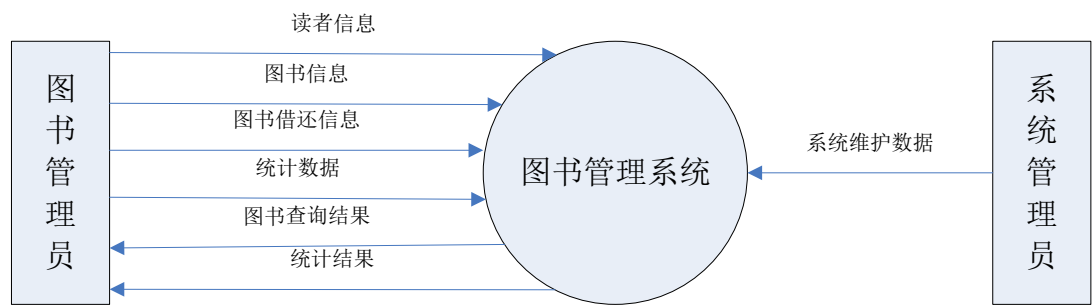 读者信息
图书信息
图书借还信息
统计数据
图书查询结果
统计结果
图书管理员
图书管理系统
系统维护数据
系统管理员